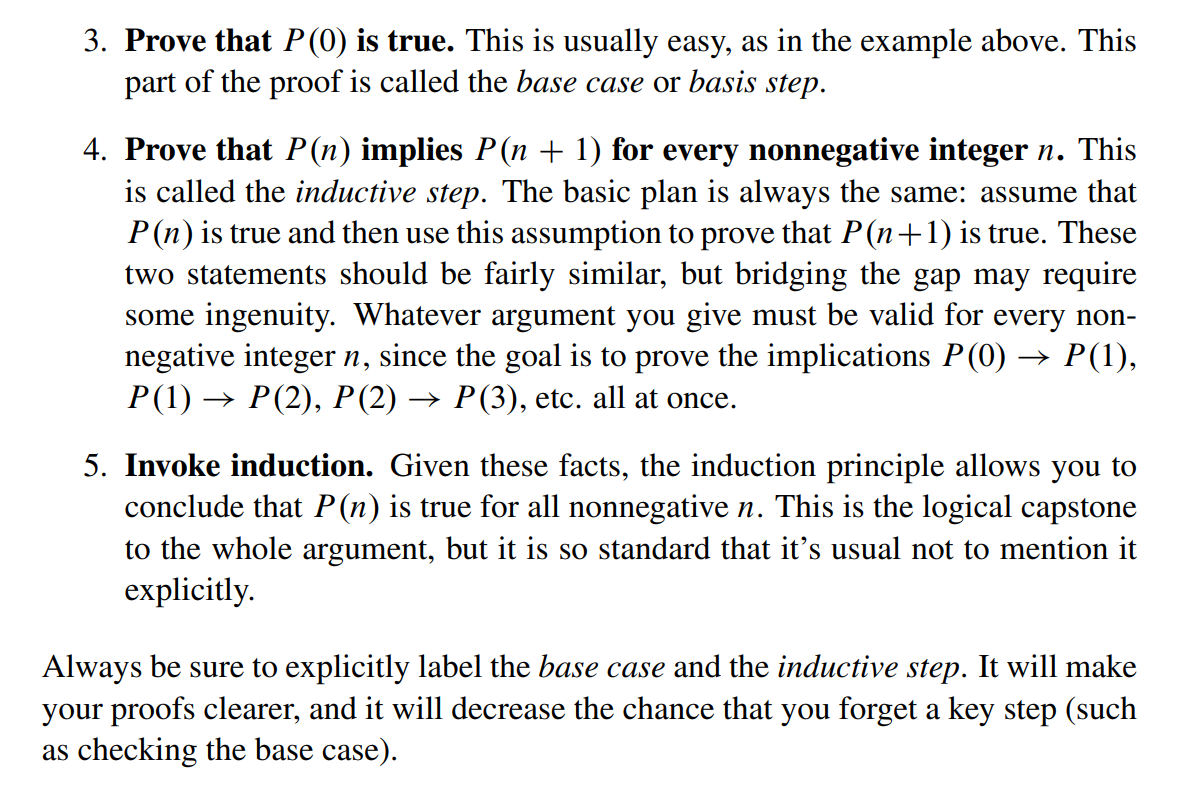 3. Prove that P(0) is true. This is usually easy, as in the example above. This
part of the proof is called the base case or basis step.
4. Prove that P(n) implies P(n + 1) for every nonnegative integer n. This
is called the inductive step. The basic plan is always the same: assume that
P(n) is true and then use this assumption to prove that P(n+1) is true. These
two statements should be fairly similar, but bridging the gap may require
some ingenuity. Whatever argument you give must be valid for every non-
negative integer n, since the goal is to prove the implications P(0) → P(1),
P(1) → P(2), P(2) → P(3), etc. all at once.
5. Invoke induction. Given these facts, the induction principle allows you to
conclude that P(n) is true for all nonnegative n. This is the logical capstone
to the whole argument, but it is so standard that it’s usual not to mention it
explicitly.
Always be sure to explicitly label the base case and the inductive step. It will make
your proofs clearer, and it will decrease the chance that you forget a key step (such
as checking the base case).